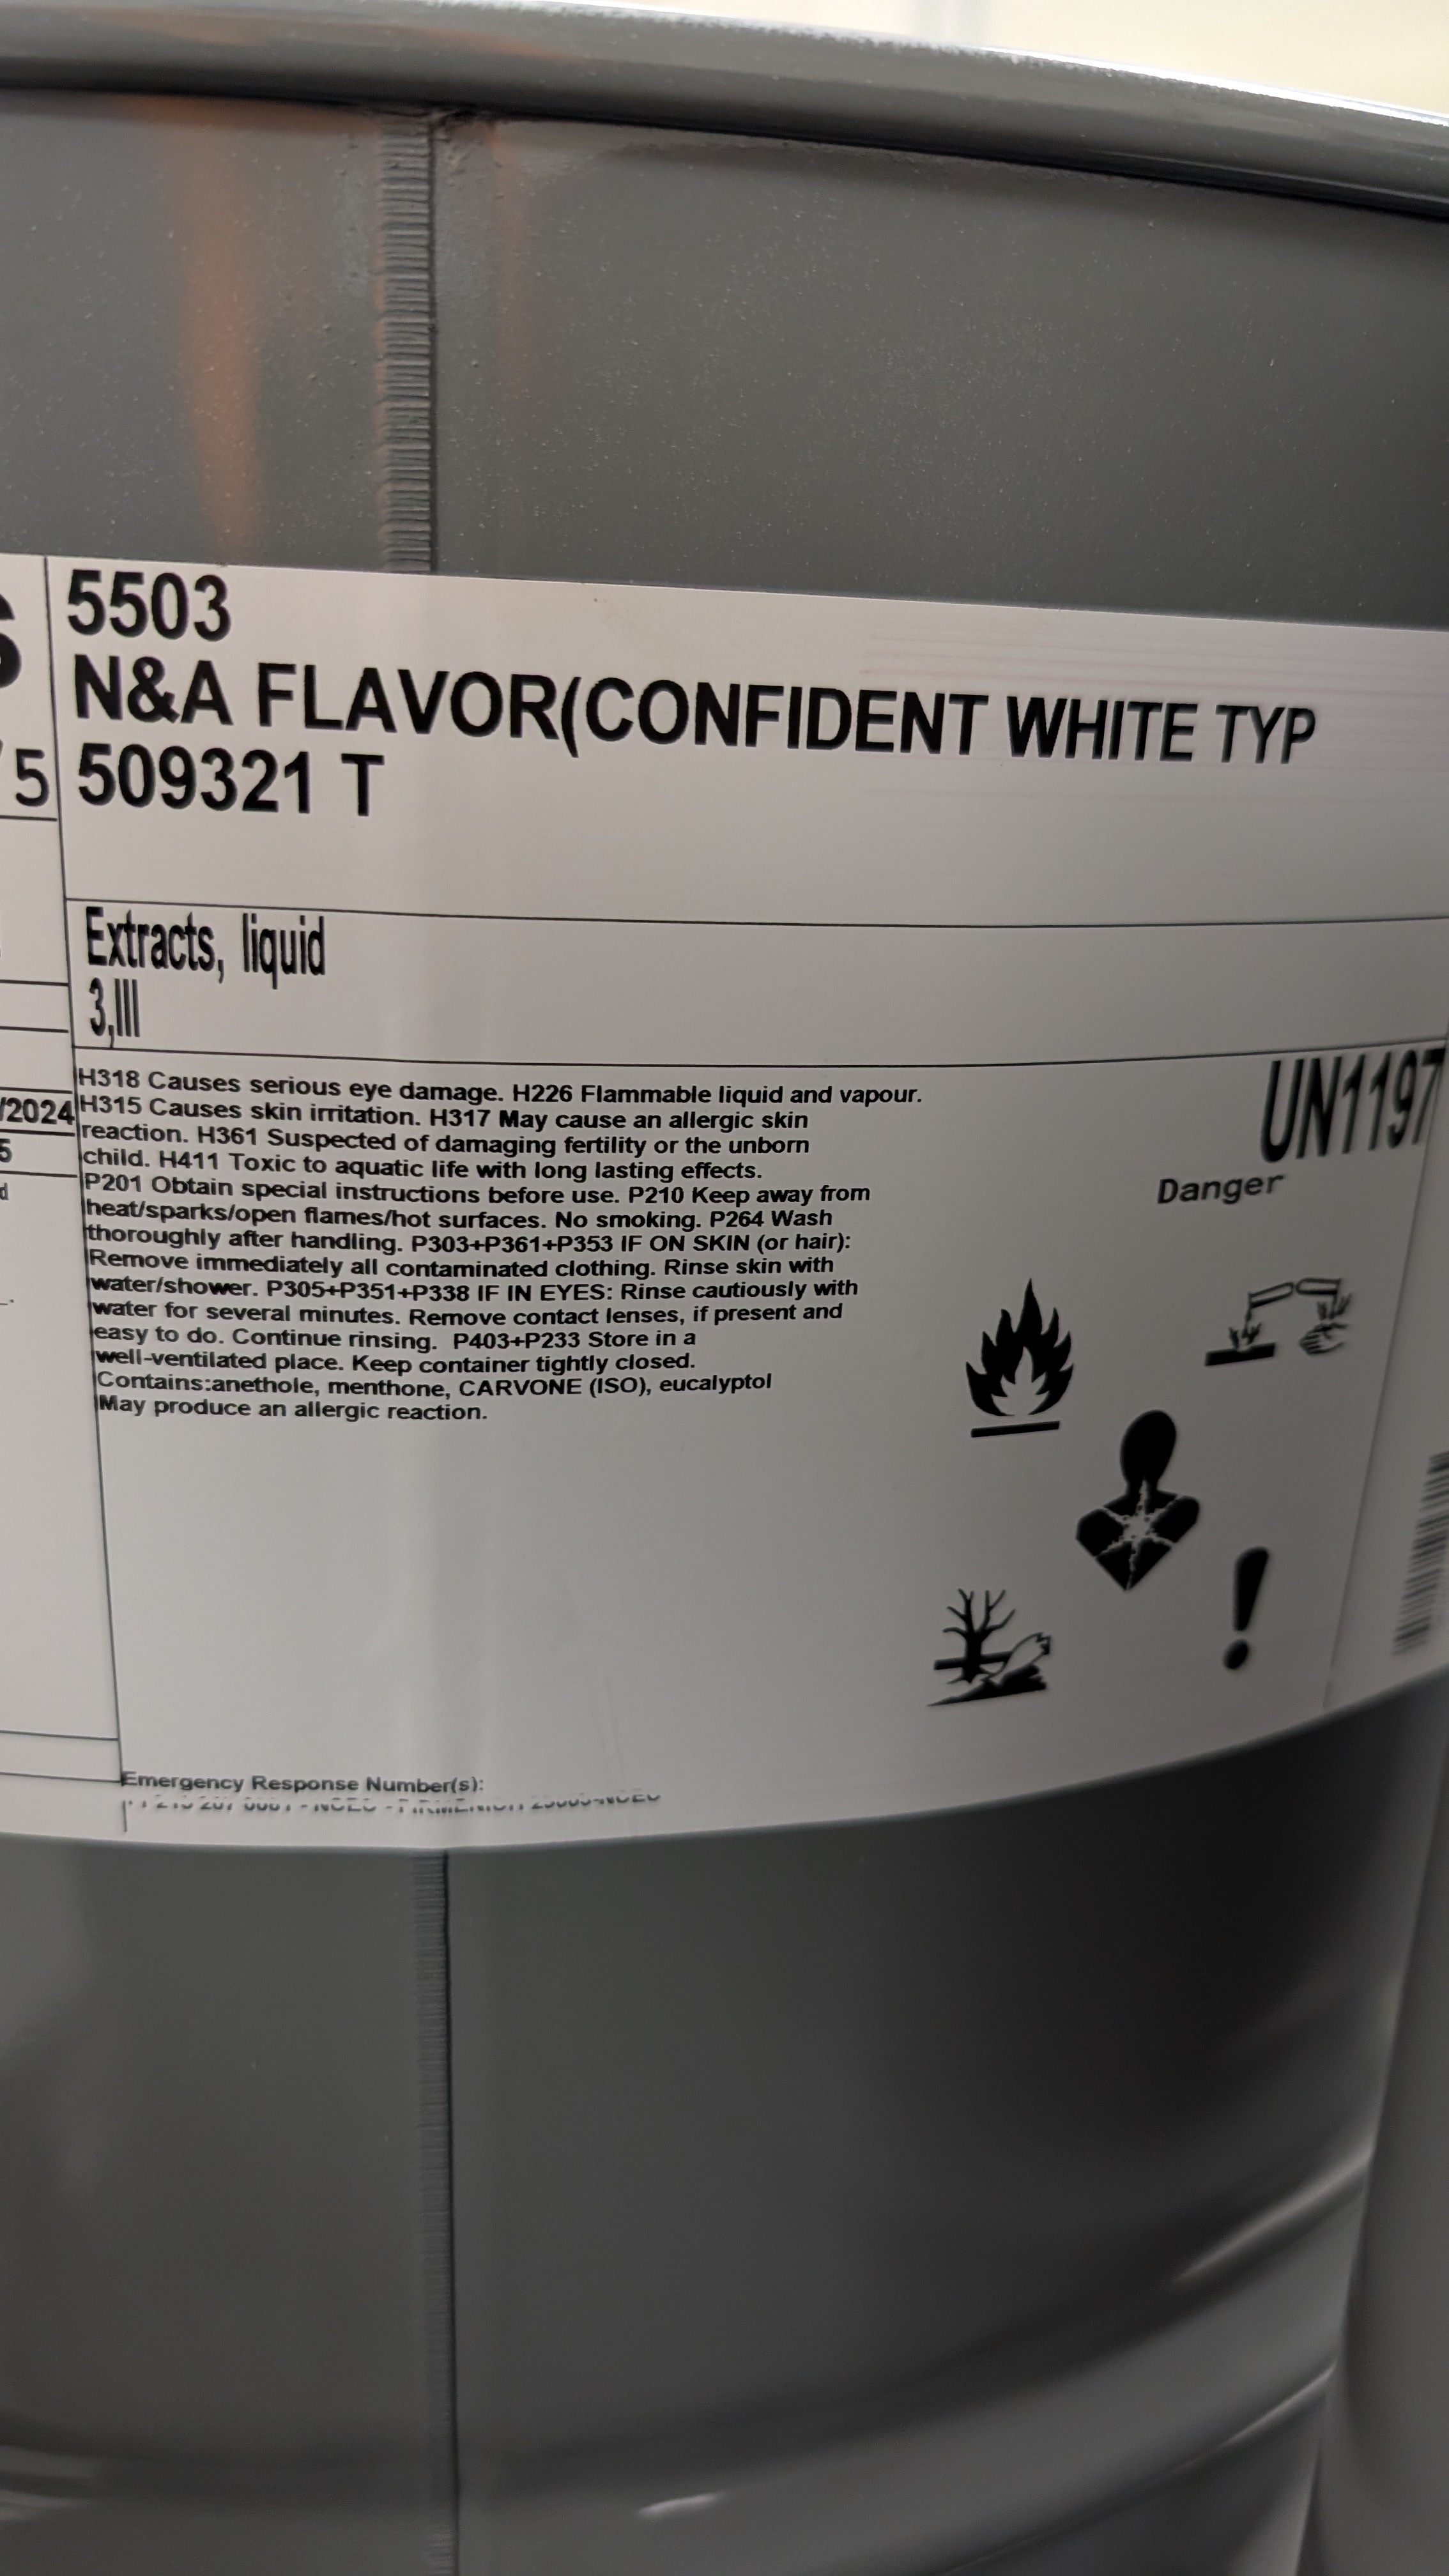 5503
N&A FLAVOR(CONFIDENT WHITE TYP
/5
509321 T
Extracts, liquid
3,III
UN1197
Danger
/2024
5
d
H318 Causes serious eye damage. H226 Flammable liquid and vapour.
H315 Causes skin irritation. H317 May cause an allergic skin
reaction. H361 Suspected of damaging fertility or the unborn
child. H411 Toxic to aquatic life with long lasting effects.
P201 Obtain special instructions before use. P210 Keep away from
heat/sparks/open flames/hot surfaces. No smoking. P264 Wash
thoroughly after handling. P303+P361+P353 IF ON SKIN (or hair):
Remove immediately all contaminated clothing. Rinse skin with
water/shower. P305+P351+P338 IF IN EYES: Rinse cautiously with
water for several minutes. Remove contact lenses, if present and
easy to do. Continue rinsing.  P403+P233 Store in a
well-ventilated place. Keep container tightly closed.
Contains:anethole, menthone, CARVONE (ISO), eucalyptol
May produce an allergic reaction.
Emergency Response Number(s):